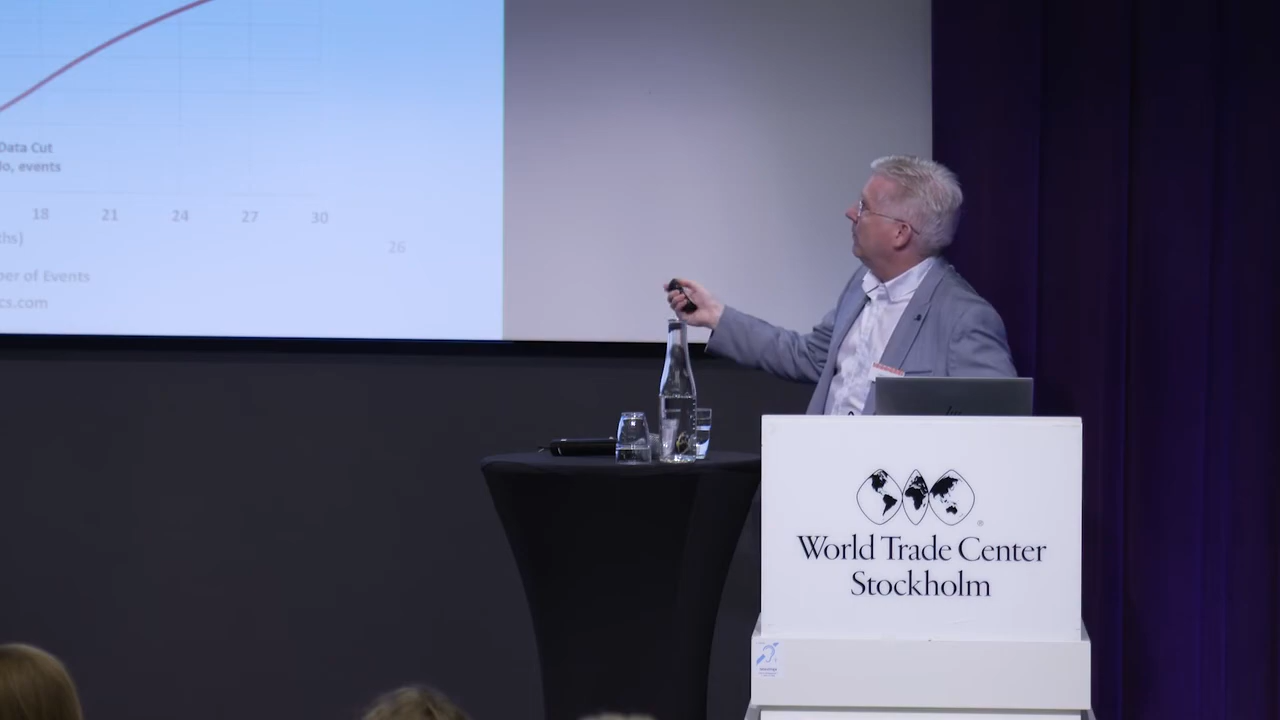 Data Cut
No, events
18 21 24 27 30
ths)
26
ber of Events
cs.com
World Trade Center
Stockholm